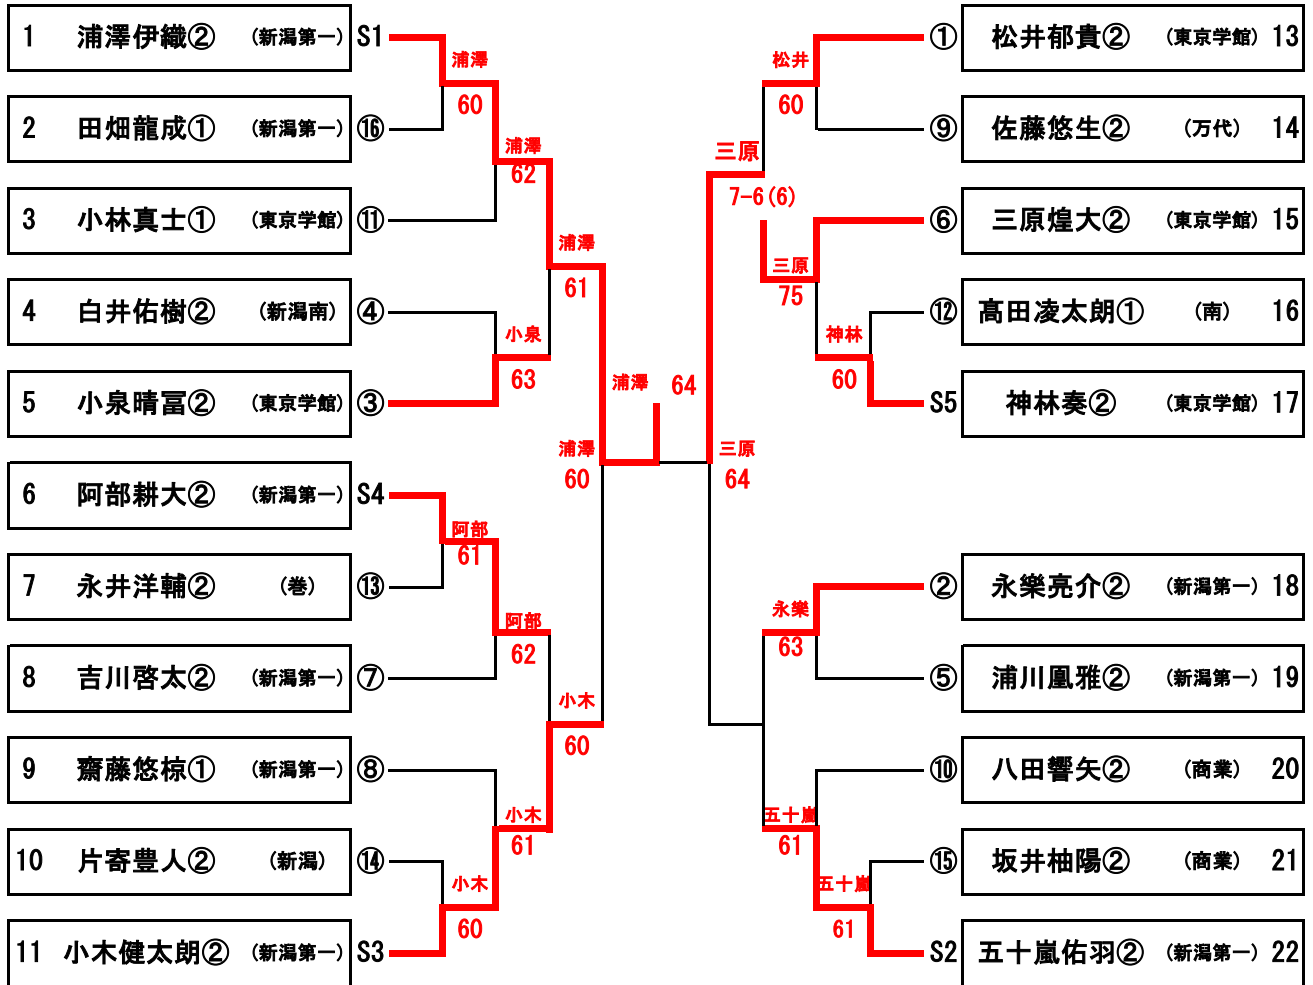 1 浦澤伊織② (新潟第一) S1
2 田畑龍成① (新潟第一) ⑯
3 小林真士① (東京学館) ⑪
4 白井佑樹② (新潟南) ④
5 小泉晴冨② (東京学館) ③
6 阿部耕大② (新潟第一) S4
7 永井洋輔② (巻) ⑬
8 吉川啓太② (新潟第一) ⑦
9 齋藤悠椋① (新潟第一) ⑧
10 片寄豊人② (新潟) ⑭
11 小木健太朗② (新潟第一) S3
浦澤
60
浦澤
62
浦澤
61
小泉
63
浦澤
60
阿部
61
阿部
62
小木
60
小木
61
小木
60
浦澤
64
三原
64
三原
7-6(6)
松井
60
三原
75
神林
60
永樂
63
五十嵐
61
五十嵐
61
① 松井郁貴② (東京学館) 13
⑨ 佐藤悠生② (万代) 14
⑥ 三原煌大② (東京学館) 15
⑫ 髙田凌太朗① (南) 16
S5 神林奏② (東京学館) 17
② 永樂亮介② (新潟第一) 18
⑤ 浦川凰雅② (新潟第一) 19
⑩ 八田響矢② (商業) 20
⑮ 坂井柚陽② (商業) 21
S2 五十嵐佑羽② (新潟第一) 22